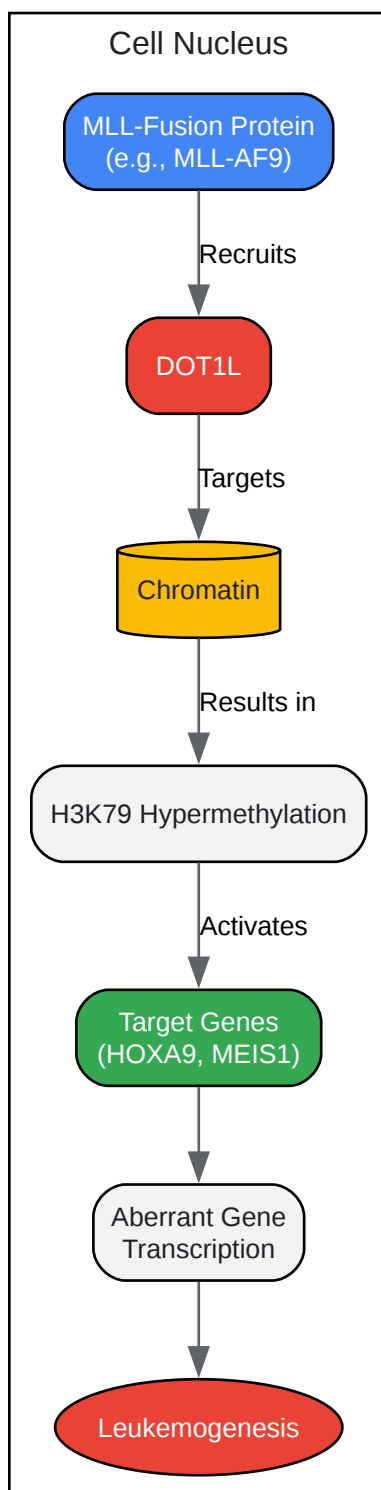 Cell Nucleus
MLL-Fusion Protein
(e.g., MLL-AF9)
Recruits
DOT1L
Targets
Chromatin
Results in
H3K79 Hypermethylation
Activates
Target Genes
(HOXA9, MEIS1)
Aberrant Gene
Transcription
Leukemogenesis